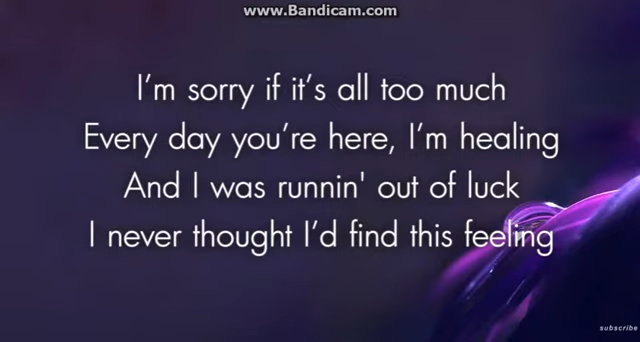 www.Bandicam.com
I’m sorry if it’s all too much
Every day you’re here, I’m healing
And I was runnin' out of luck
I never thought I’d find this feeling
subscribe